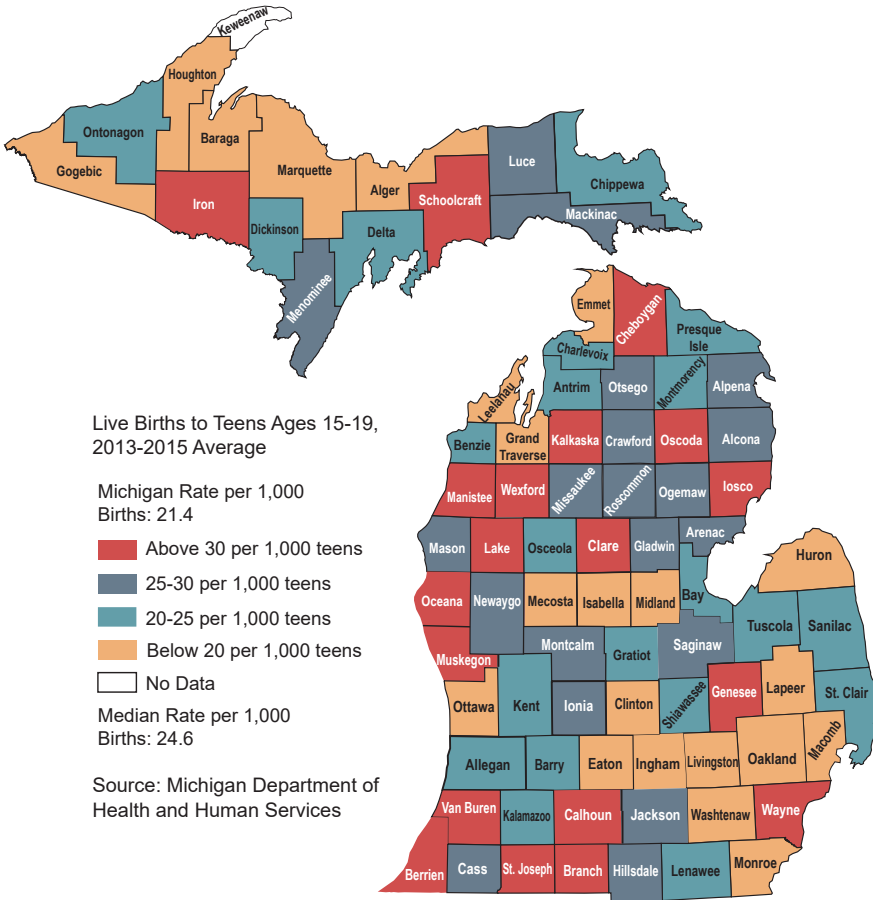 Keweenaw
Houghton
Ontonagon
Baraga
Gogebic
Marquette
Iron
Alger
Schoolcraft
Luce
Chippewa
Mackinac
Dickinson
Delta
Menominee
Emmet
Cheboygan
Presque
Isle
Charlevoix
Antrim
Otsego
Montmorency
Alpena
Leelanau
Benzie
Grand
Traverse
Kalkaska
Crawford
Oscoda
Alcona
Manistee
Wexford
Missaukee
Roscommon
Ogemaw
Iosco
Mason
Lake
Osceola
Clare
Gladwin
Arenac
Huron
Oceana
Newaygo
Mecosta
Isabella
Midland
Bay
Tuscola
Sanilac
Muskegon
Montcalm
Gratiot
Saginaw
Ottawa
Kent
Ionia
Clinton
Shiawassee
Genesee
Lapeer
St. Clair
Allegan
Barry
Eaton
Ingham
Livingston
Oakland
Macomb
Van Buren
Kalamazoo
Calhoun
Jackson
Washtenaw
Wayne
Berrien
Cass
St. Joseph
Branch
Hillsdale
Lenawee
Monroe
Live Births to Teens Ages 15-19,
2013-2015 Average
Michigan Rate per 1,000
Births: 21.4
Above 30 per 1,000 teens
25-30 per 1,000 teens
20-25 per 1,000 teens
Below 20 per 1,000 teens
No Data
Median Rate per 1,000
Births: 24.6
Source: Michigan Department of
Health and Human Services